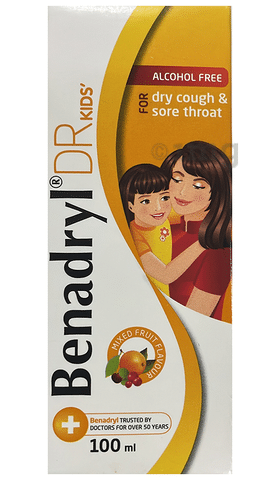 ALCOHOL FREE
FOR
dry cough &
sore throat
Benadryl® DR
KIDS'
MIXED FRUIT FLAVOUR
Benadryl TRUSTED BY
DOCTORS FOR OVER 50 YEARS
100 ml